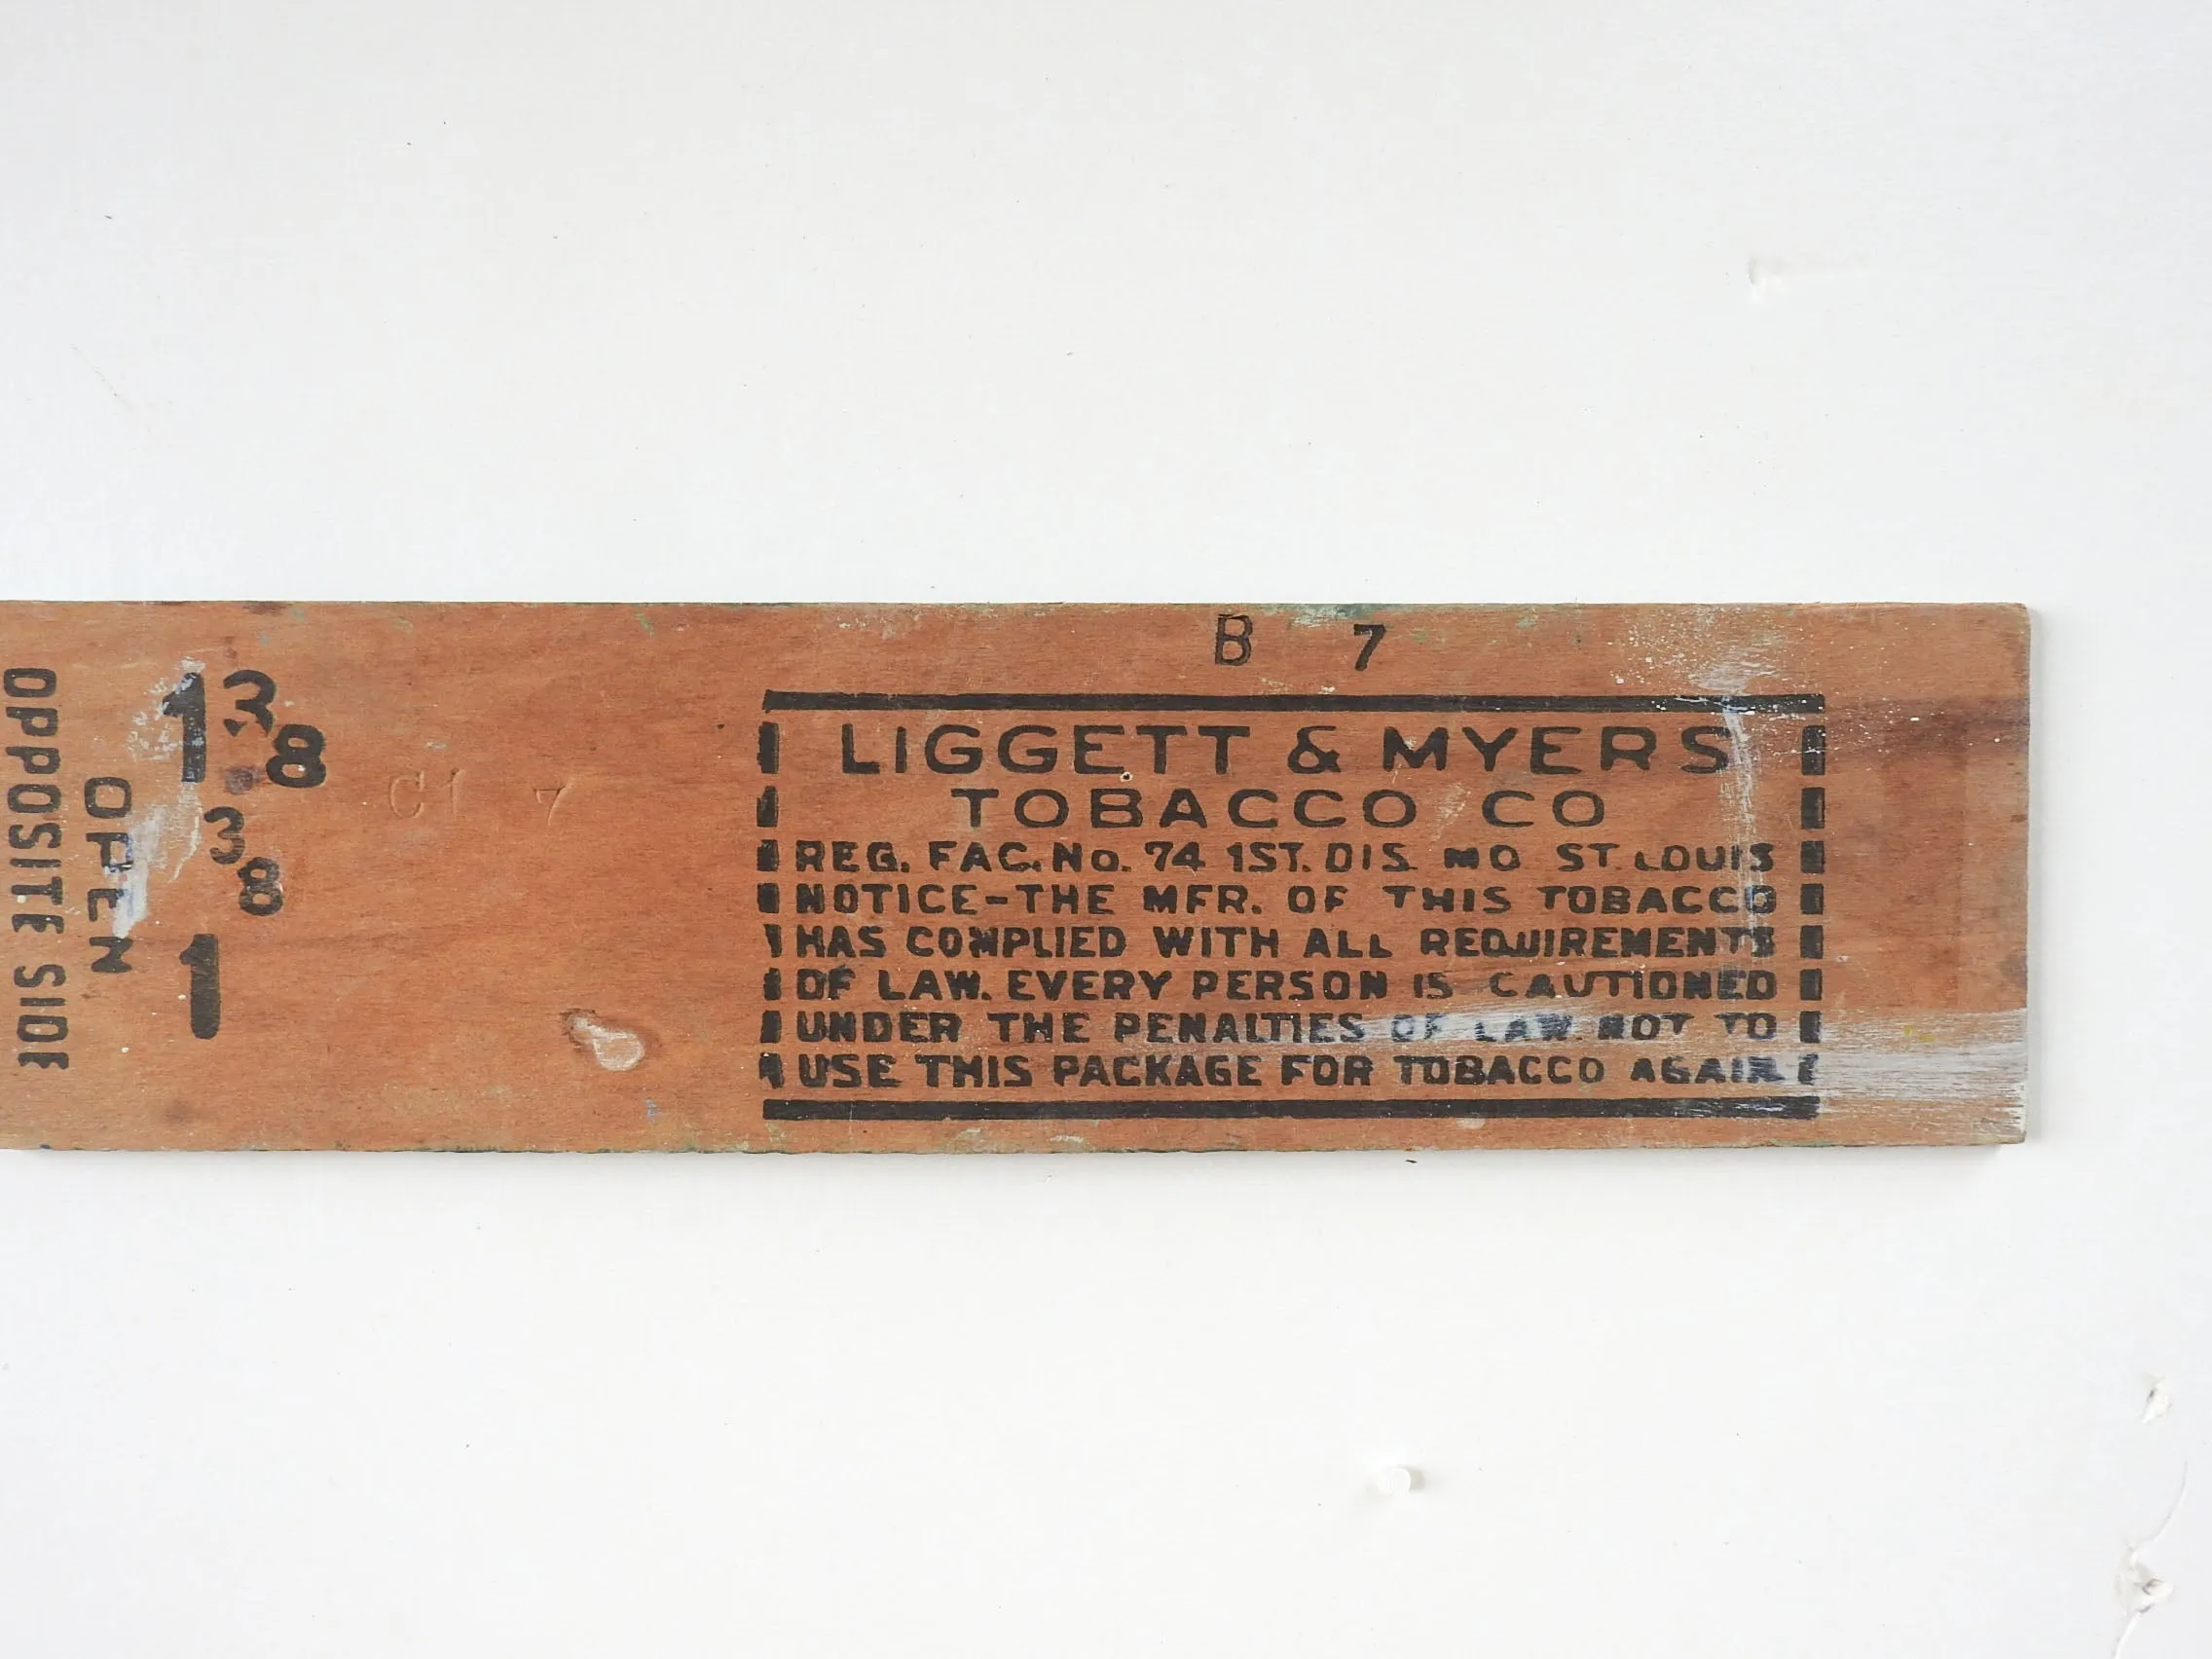 OPPOSITE SIDE
OPEN
1 3/8
3/8
1
C1 7
B 7
LIGGETT & MYERS
TOBACCO CO
REG. FAC. No. 74 1ST. DIS. MO ST. LOUIS
NOTICE-THE MFR. OF THIS TOBACCO
HAS COMPLIED WITH ALL REQUIREMENTS
OF LAW. EVERY PERSON IS CAUTIONED
UNDER THE PENALTIES OF LAW NOT TO
USE THIS PACKAGE FOR TOBACCO AGAIN.